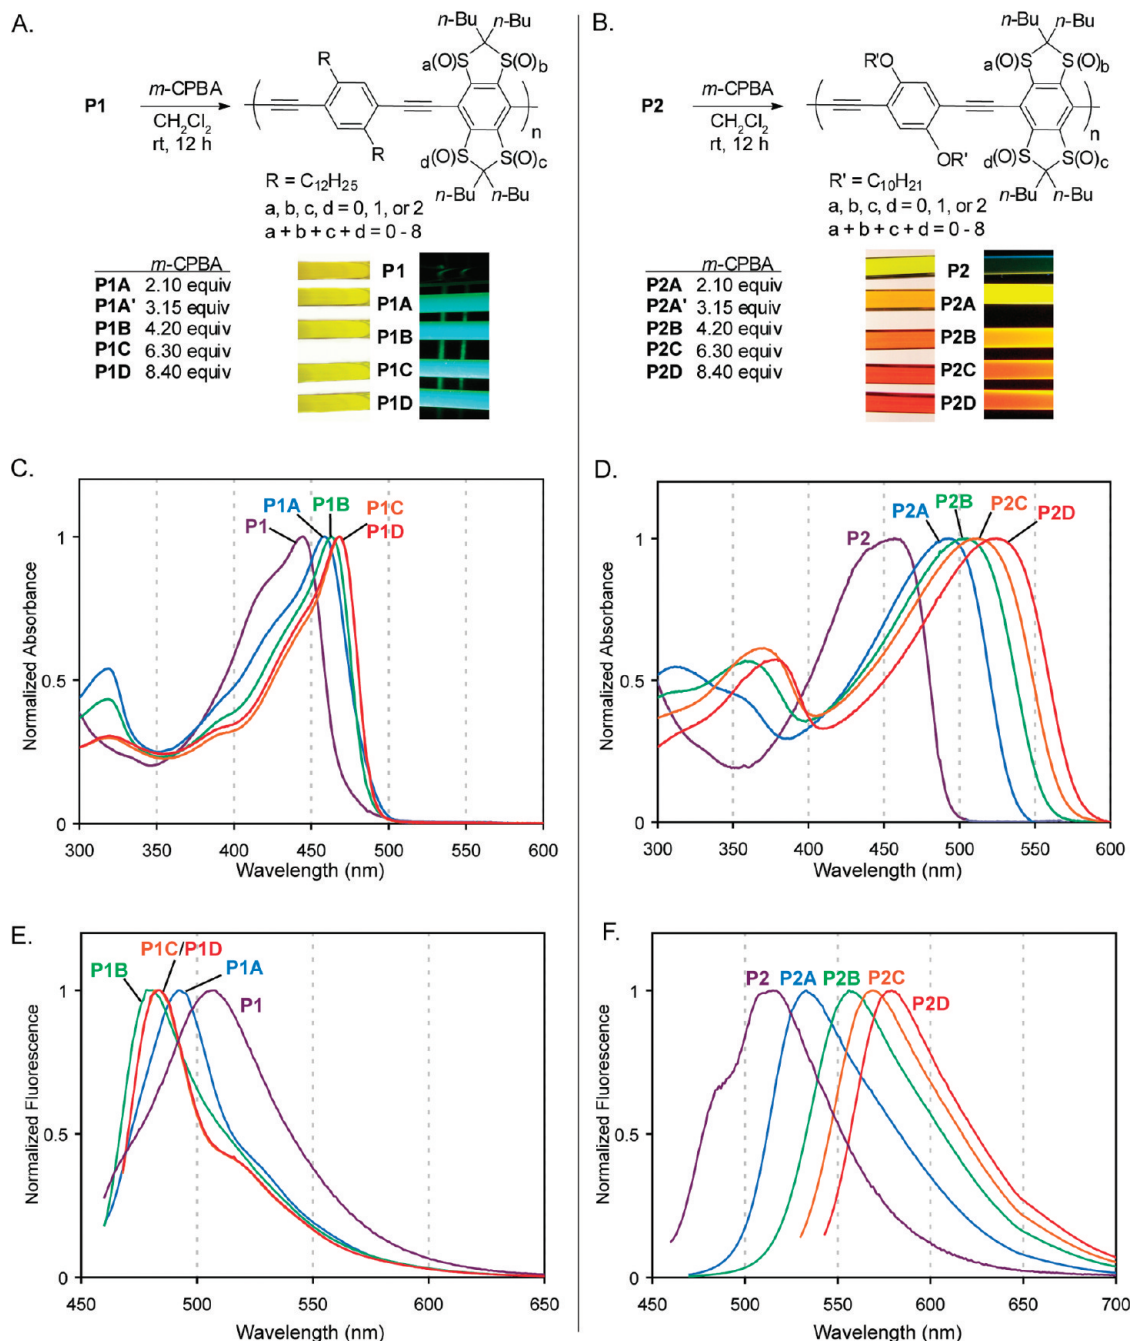 A.
P1
m-CPBA
CH2Cl2
rt, 12 h
n-Bu
n-Bu
a(O)
S
S(O)b
R
R
n
d(O)S
S(O)c
n-Bu
n-Bu
R = C12H25
a, b, c, d = 0, 1, or 2
a + b + c + d = 0 - 8
m-CPBA
P1A 2.10 equiv
P1A' 3.15 equiv
P1B 4.20 equiv
P1C 6.30 equiv
P1D 8.40 equiv
P1
P1A
P1B
P1C
P1D
B.
P2
m-CPBA
CH2Cl2
rt, 12 h
n-Bu
n-Bu
a(O)S
S(O)b
R'O
OR'
n
d(O)S
S(O)c
n-Bu
n-Bu
R' = C10H21
a, b, c, d = 0, 1, or 2
a + b + c + d = 0 - 8
m-CPBA
P2A 2.10 equiv
P2A' 3.15 equiv
P2B 4.20 equiv
P2C 6.30 equiv
P2D 8.40 equiv
P2
P2A
P2B
P2C
P2D
C.
P1
P1A
P1B
P1C
P1D
Normalized Absorbance
1
0.5
0
300 350 400 450 500 550 600
Wavelength (nm)
D.
P2
P2A
P2B
P2C
P2D
Normalized Absorbance
1
0.5
0
300 350 400 450 500 550 600
Wavelength (nm)
E.
P1B
P1C/P1D
P1A
P1
Normalized Fluorescence
1
0.5
0
450 500 550 600 650
Wavelength (nm)
F.
P2 P2A P2B P2C
P2D
Normalized Fluorescence
1
0.5
0
450 500 550 600 650 700
Wavelength (nm)